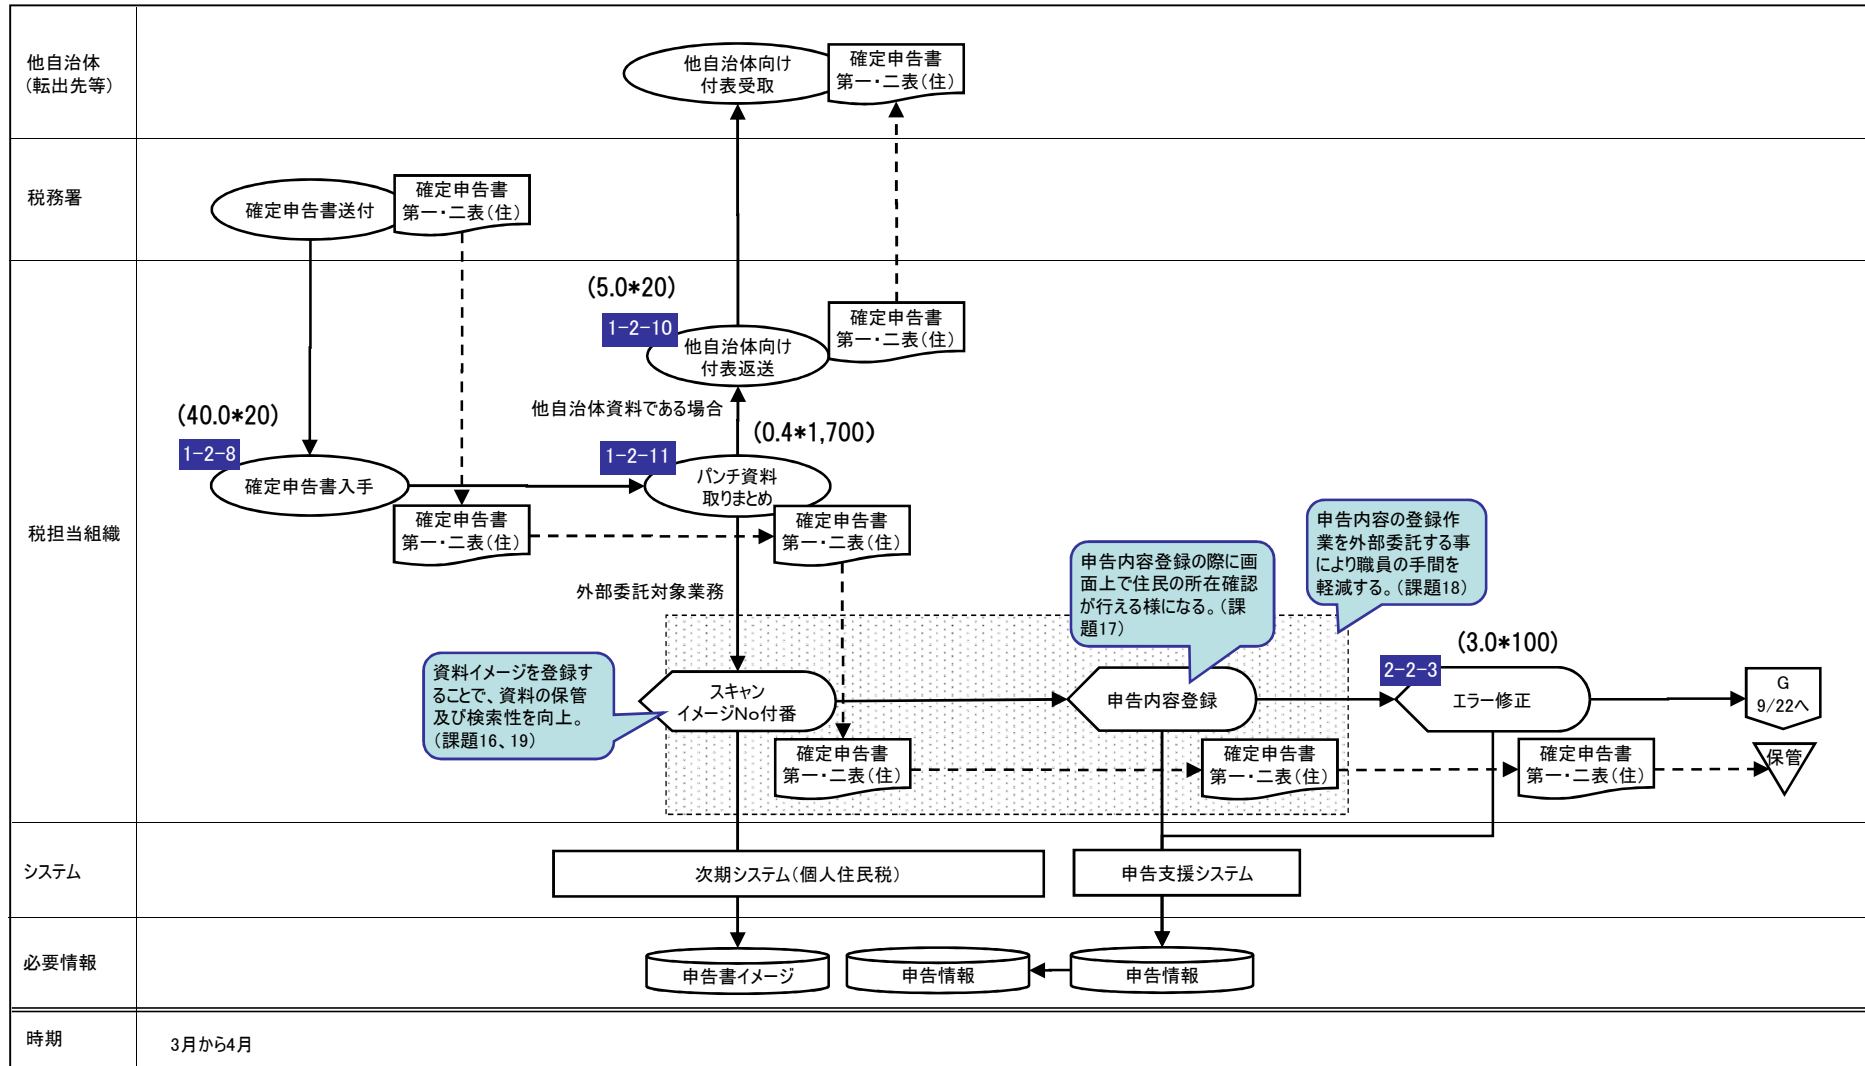 他自治体
(転出先等)
他自治体向け
付表受取
確定申告書
第一・二表(住)
税務署
確定申告書送付
確定申告書
第一・二表(住)
税担当組織
(5.0*20)
1-2-10
他自治体向け
付表返送
確定申告書
第一・二表(住)
他自治体資料である場合
(40.0*20)
1-2-8
確定申告書入手
(0.4*1,700)
1-2-11
パンチ資料
取りまとめ
確定申告書
第一・二表(住)
確定申告書
第一・二表(住)
外部委託対象業務
申告内容登録の際に画
面上で住民の所在確認
が行える様になる。(課
題17)
申告内容の登録作
業を外部委託する事
により職員の手間を
軽減する。(課題18)
資料イメージを登録す
ることで、資料の保管
及び検索性を向上。
(課題16、19)
スキャン
イメージNo付番
申告内容登録
(3.0*100)
2-2-3
エラー修正
G
9/22へ
確定申告書
第一・二表(住)
確定申告書
第一・二表(住)
確定申告書
第一・二表(住)
保管
システム
次期システム(個人住民税)
申告支援システム
必要情報
申告書イメージ
申告情報
申告情報
時期
3月から4月